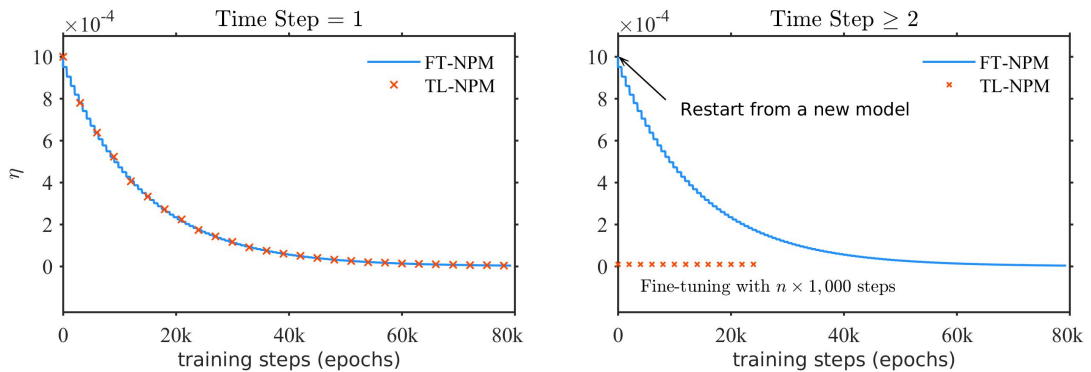 Time Step = 1
×10⁻⁴
10
8
6
4
2
0
η
FT-NPM
TL-NPM
0 20k 40k 60k 80k
training steps (epochs)
Time Step ≥ 2
×10⁻⁴
10
8
6
4
2
0
FT-NPM
TL-NPM
Restart from a new model
Fine-tuning with n × 1,000 steps
0 20k 40k 60k 80k
training steps (epochs)